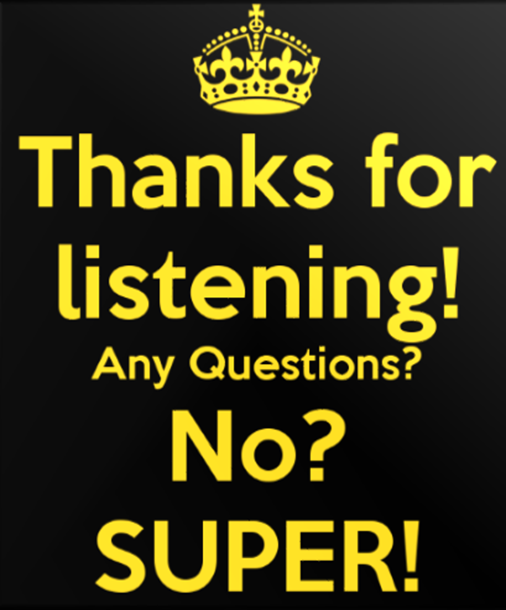 Thanks for
listening!
Any Questions?
No?
SUPER!